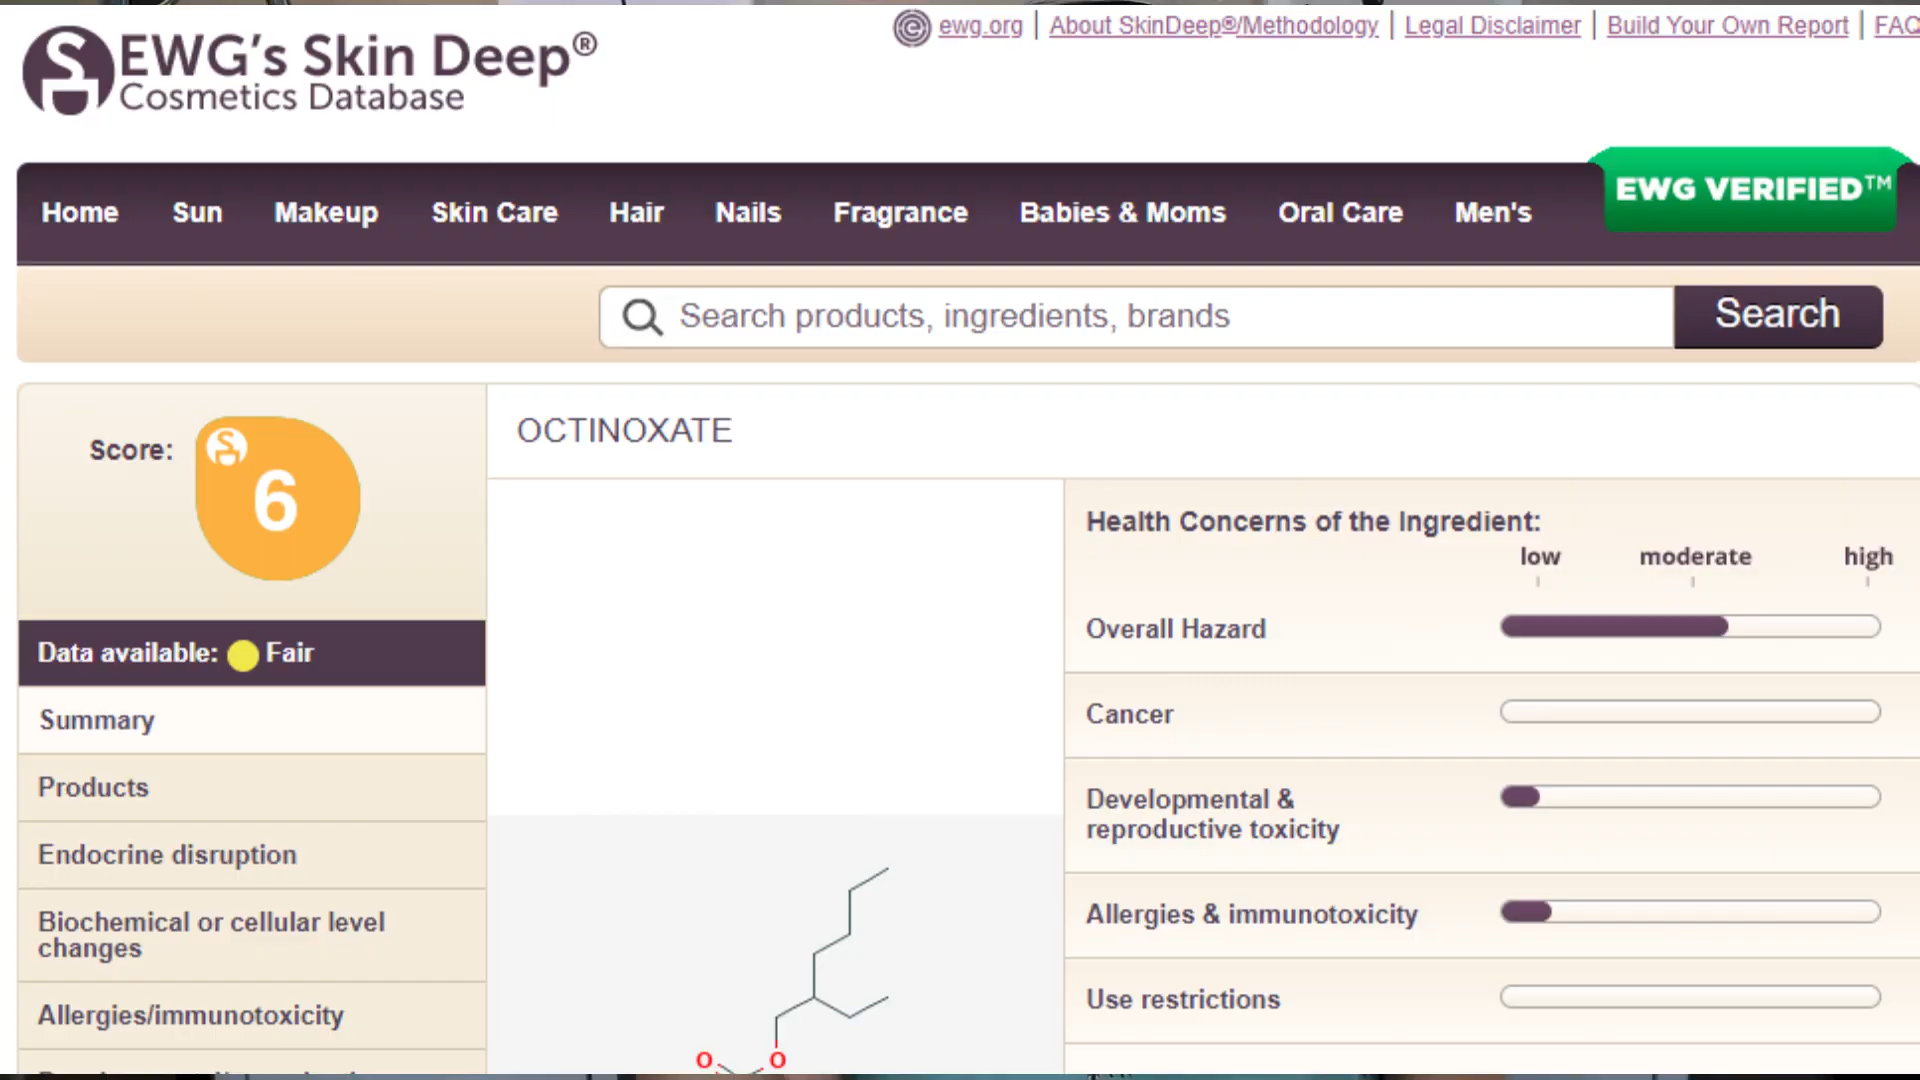 ewg.org | About SkinDeep®/Methodology | Legal Disclaimer | Build Your Own Report | FAQ
EWG's Skin Deep®
Cosmetics Database
Home Sun Makeup Skin Care Hair Nails Fragrance Babies & Moms Oral Care Men's EWG VERIFIED™
Search products, ingredients, brands Search
Score: 6
Data available: Fair
Summary
Products
Endocrine disruption
Biochemical or cellular level
changes
Allergies/immunotoxicity
OCTINOXATE
O O
Health Concerns of the Ingredient:
low moderate high
Overall Hazard
Cancer
Developmental &
reproductive toxicity
Allergies & immunotoxicity
Use restrictions